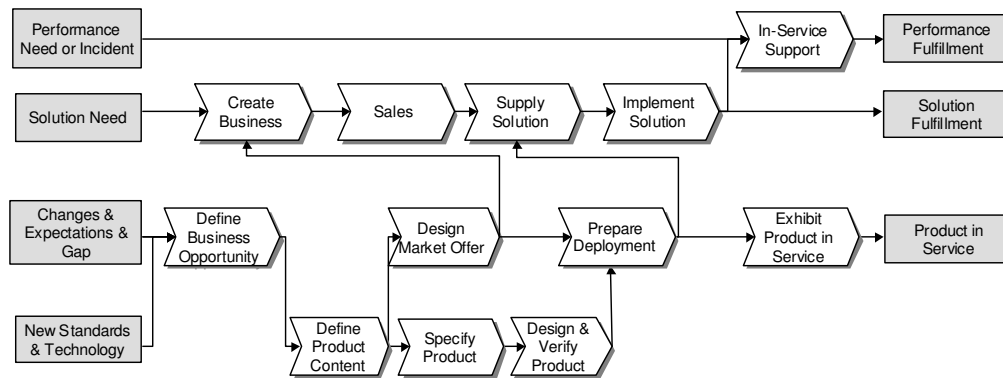 Performance
Need or Incident
In-Service
Support
Performance
Fulfillment
Solution Need
Create
Business
Sales
Supply
Solution
Implement
Solution
Solution
Fulfillment
Changes &
Expectations &
Gap
Define
Business
Opportunity
Design
Market Offer
Prepare
Deployment
Exhibit
Product in
Service
Product in
Service
New Standards
& Technology
Define
Product
Content
Specify
Product
Design &
Verify
Product